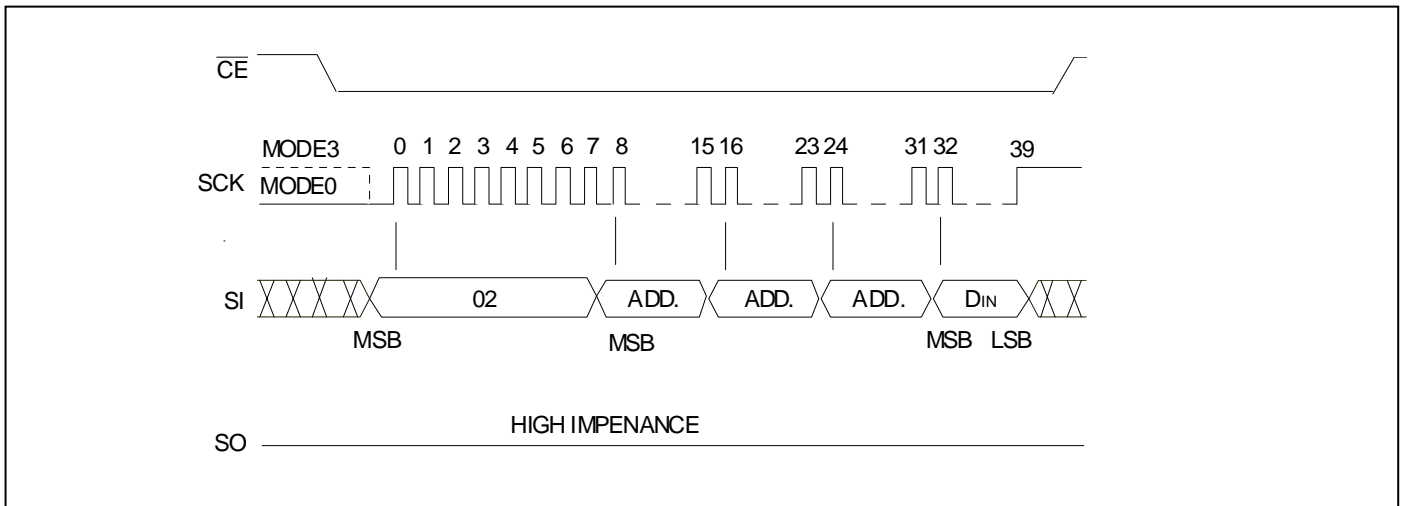 CE
MODE3 0 1 2 3 4 5 6 7 8 15 16 23 24 31 32 39
SCK MODE0
SI 02 ADD. ADD. ADD. DIN
MSB MSB MSB LSB
HIGH IMPENANCE
SO